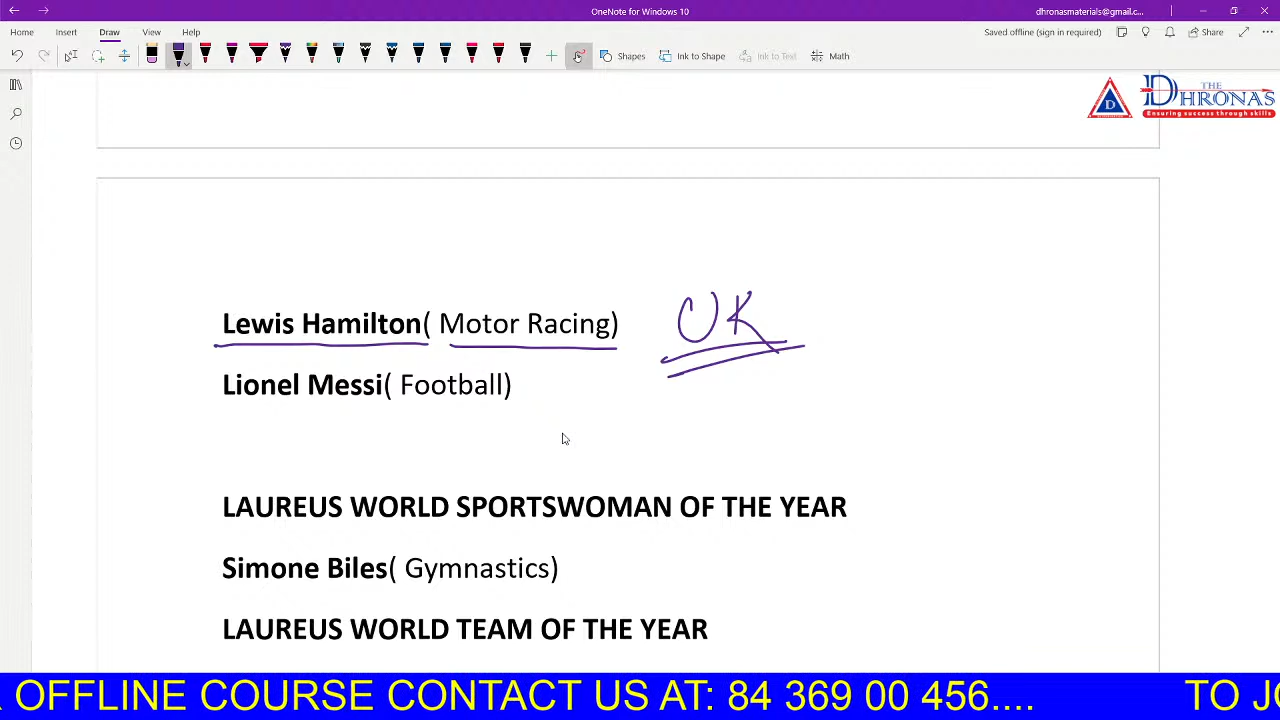 OneNote for Windows 10
dhronasmaterials@gmail.c...
Home Insert Draw View Help
Saved offline (sign in required)
Share
Shapes
Ink to Shape
Ink to Text
Math
THE
DHRONAS
Ensuring success through skills
D
Lewis Hamilton( Motor Racing) UK
Lionel Messi( Football)
LAUREUS WORLD SPORTSWOMAN OF THE YEAR
Simone Biles( Gymnastics)
LAUREUS WORLD TEAM OF THE YEAR
OFFLINE COURSE CONTACT US AT: 84 369 00 456.... TO JO